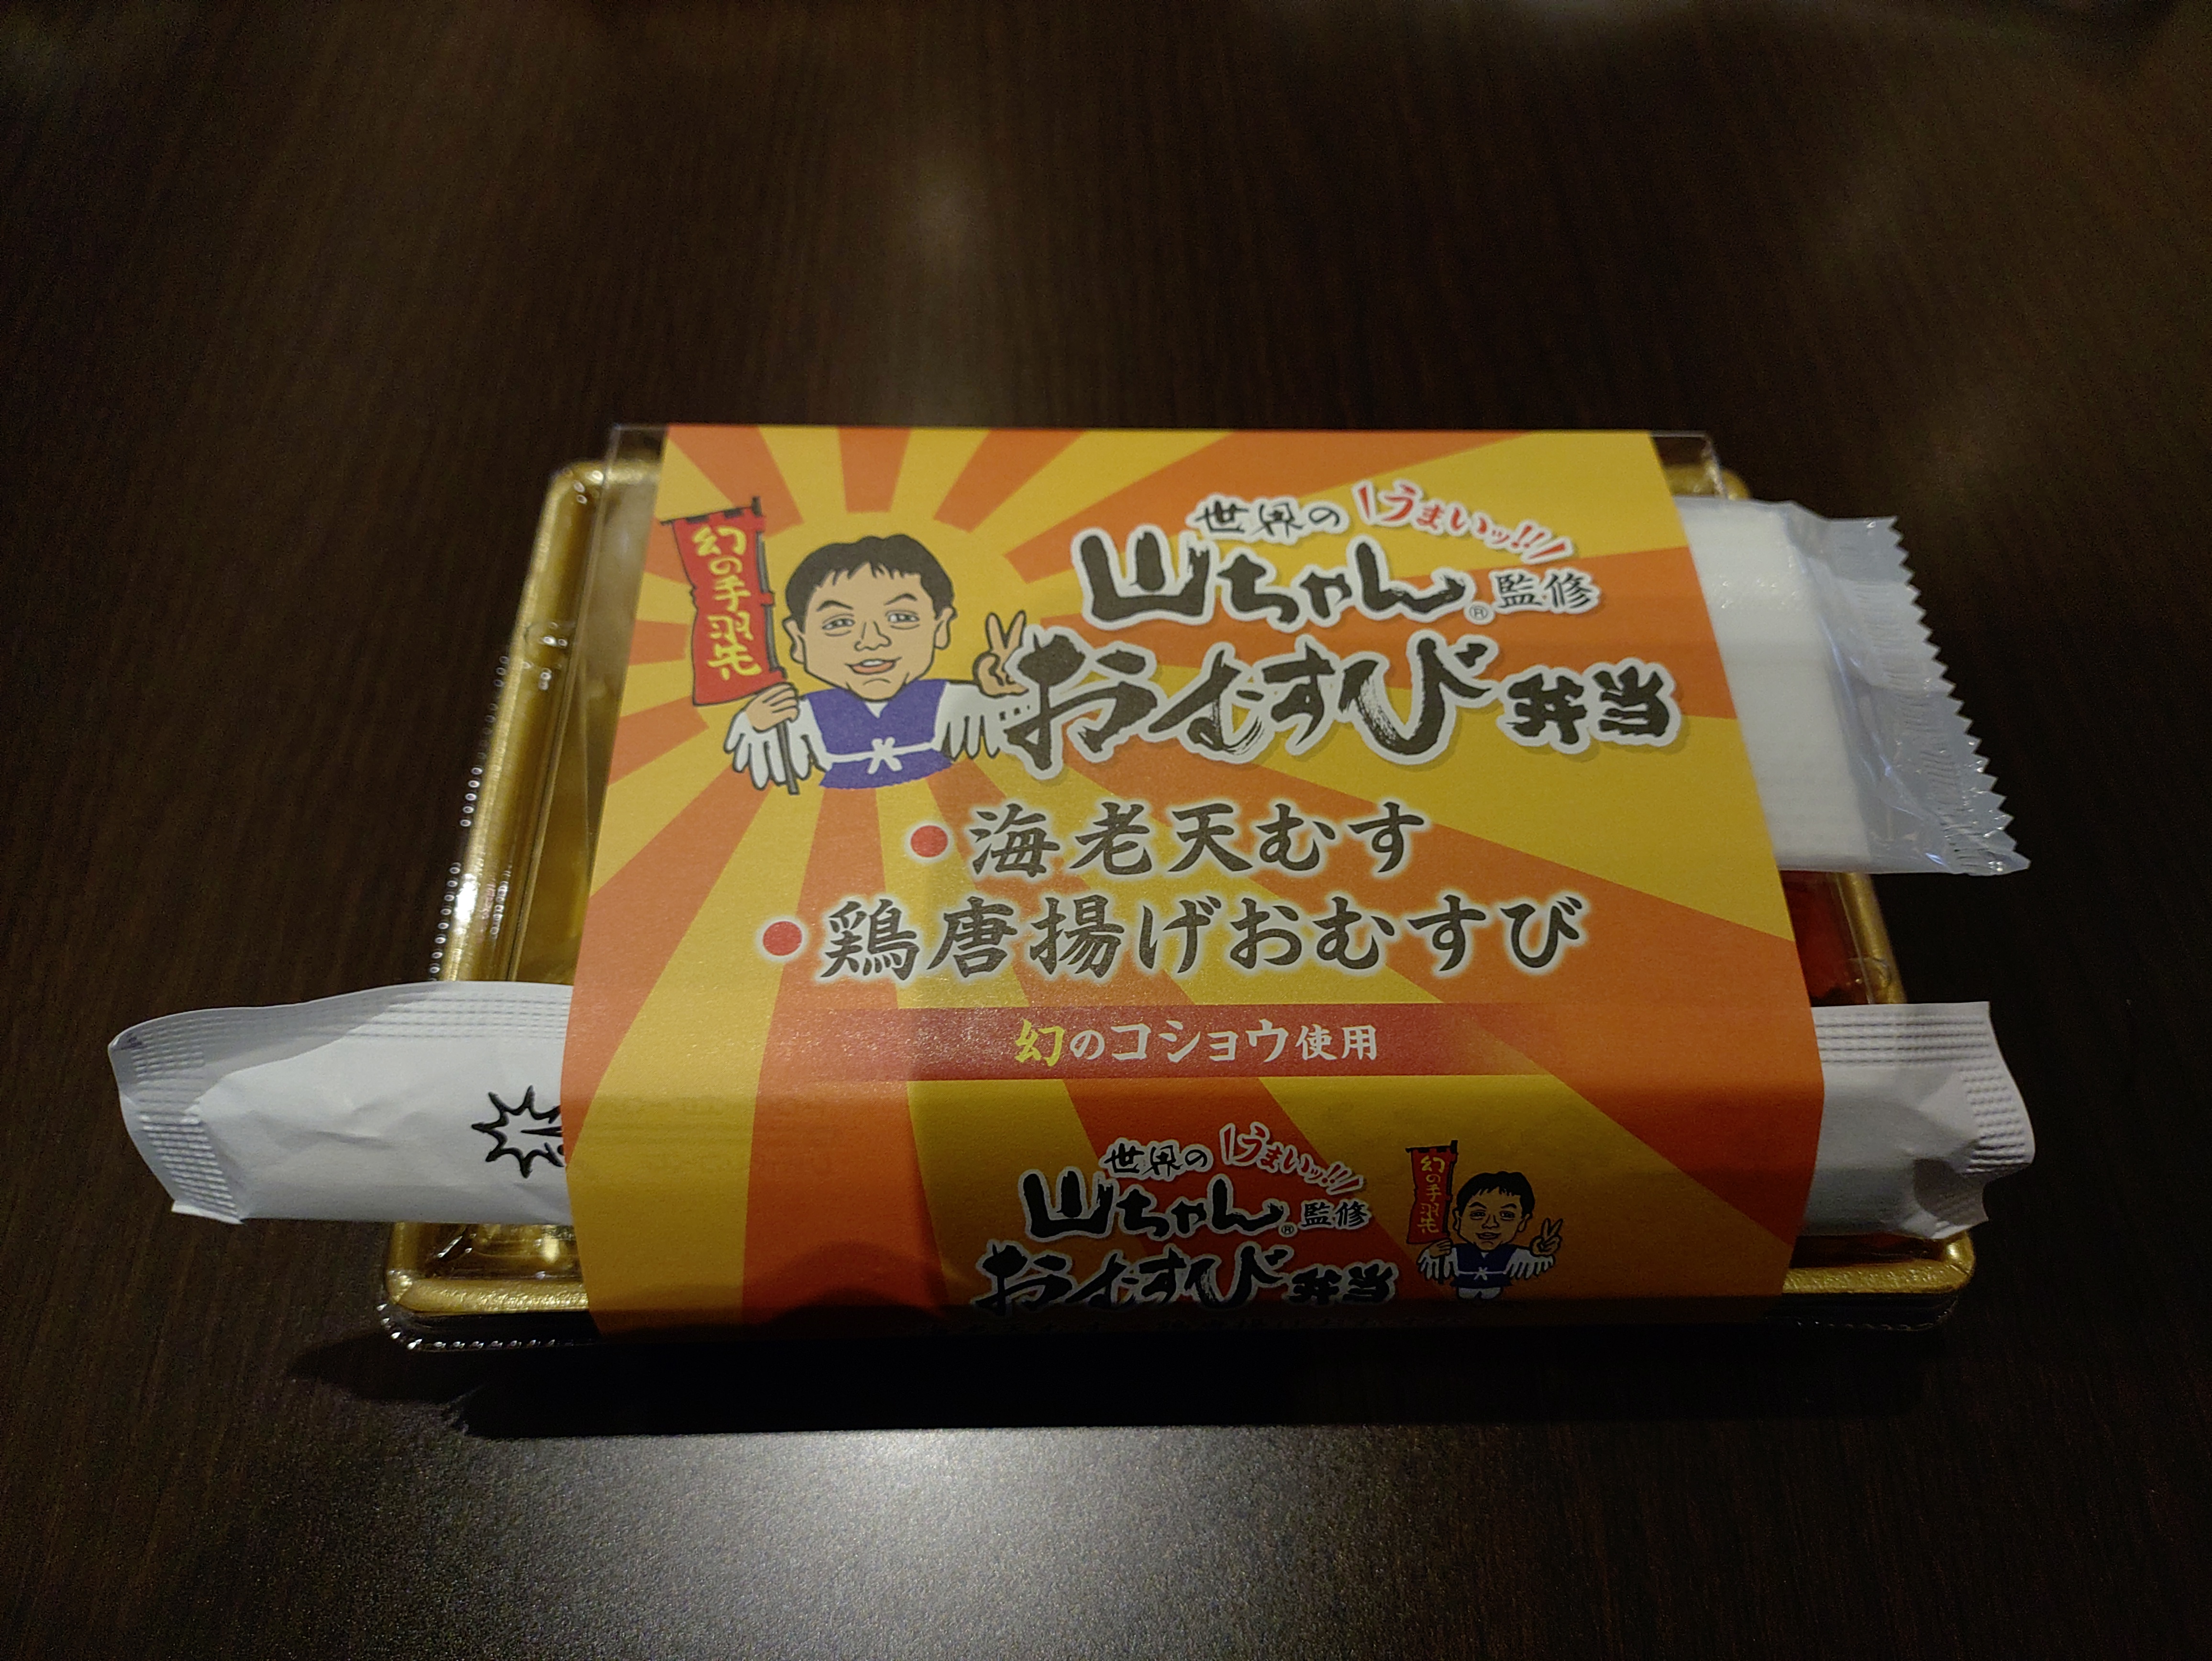 幻の手羽先
世界の
うまいッ!!
山ちゃん® 監修
おむすび弁当
・海老天むす
・鶏唐揚げおむすび
幻のコショウ使用
世界の
うまいッ!!
山ちゃん® 監修
おむすび弁当
幻の手羽先